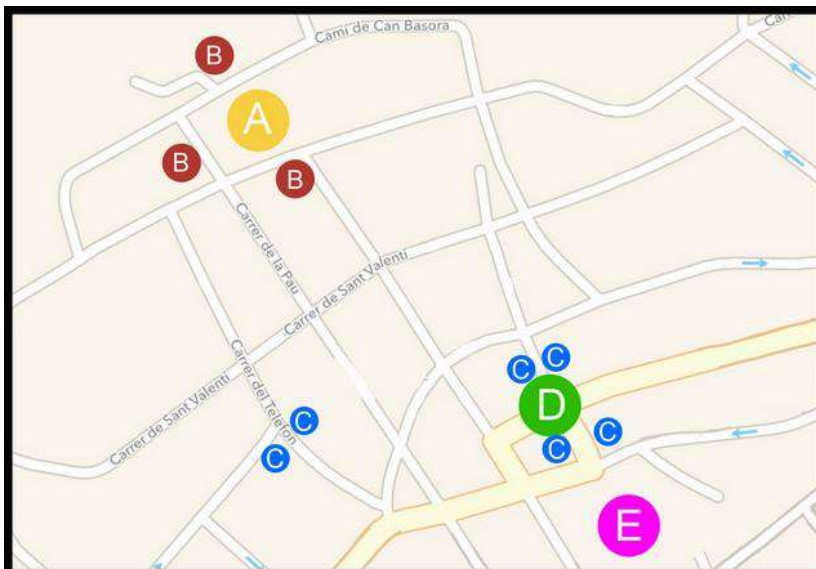 Camí de Can Basora
Car
B
A
B
B
Carrer de la Pau
Carrer de Sant Valentí
Carrer de Sant Valentí
Carrer del Telèfon
C
C
D
C
C
C
C
E